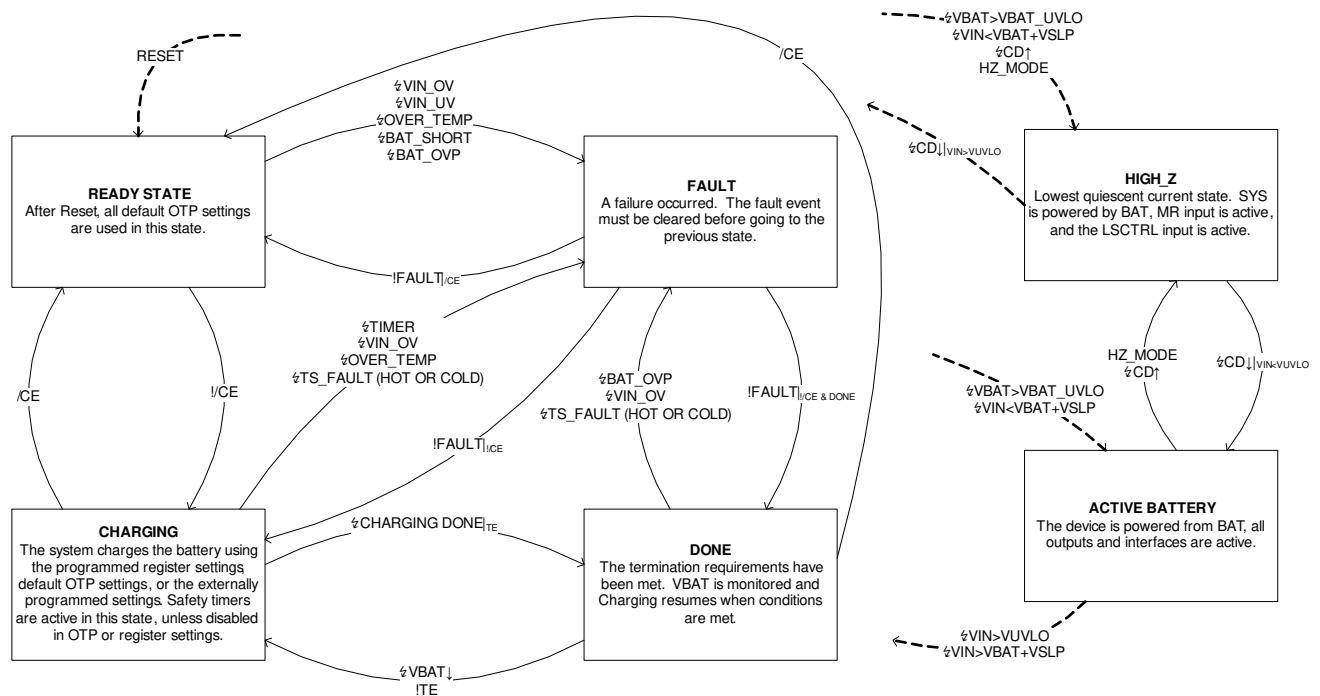 RESET
↯VIN_OV
↯VIN_UV
↯OVER_TEMP
↯BAT_SHORT
↯BAT_OVP
/CE
↯VBAT>VBAT_UVLO
↯VIN<VBAT+VSLP
↯CD↑
HZ_MODE
READY STATE
After Reset, all default OTP settings
are used in this state.
FAULT
A failure occurred. The fault event
must be cleared before going to the
previous state.
↯CD↓|VIN>VUVLO
HIGH_Z
Lowest quiescent current state. SYS
is powered by BAT, MR input is active,
and the LSCTRL input is active.
!FAULT|/CE
/CE
!/CE
↯TIMER
↯VIN_OV
↯OVER_TEMP
↯TS_FAULT (HOT OR COLD)
!FAULT|!/CE
↯BAT_OVP
↯VIN_OV
↯TS_FAULT (HOT OR COLD)
!FAULT|!/CE & DONE
HZ_MODE
↯CD↑
↯CD↓|VIN<VUVLO
↯VBAT>VBAT_UVLO
↯VIN<VBAT+VSLP
CHARGING
The system charges the battery using
the programmed register settings,
default OTP settings, or the externally
programmed settings. Safety timers
are active in this state, unless disabled
in OTP or register settings.
↯CHARGING DONE|TE
DONE
The termination requirements have
been met. VBAT is monitored and
Charging resumes when conditions
are met.
ACTIVE BATTERY
The device is powered from BAT, all
outputs and interfaces are active.
↯VBAT↓
!TE
↯VIN>VUVLO
↯VIN>VBAT+VSLP